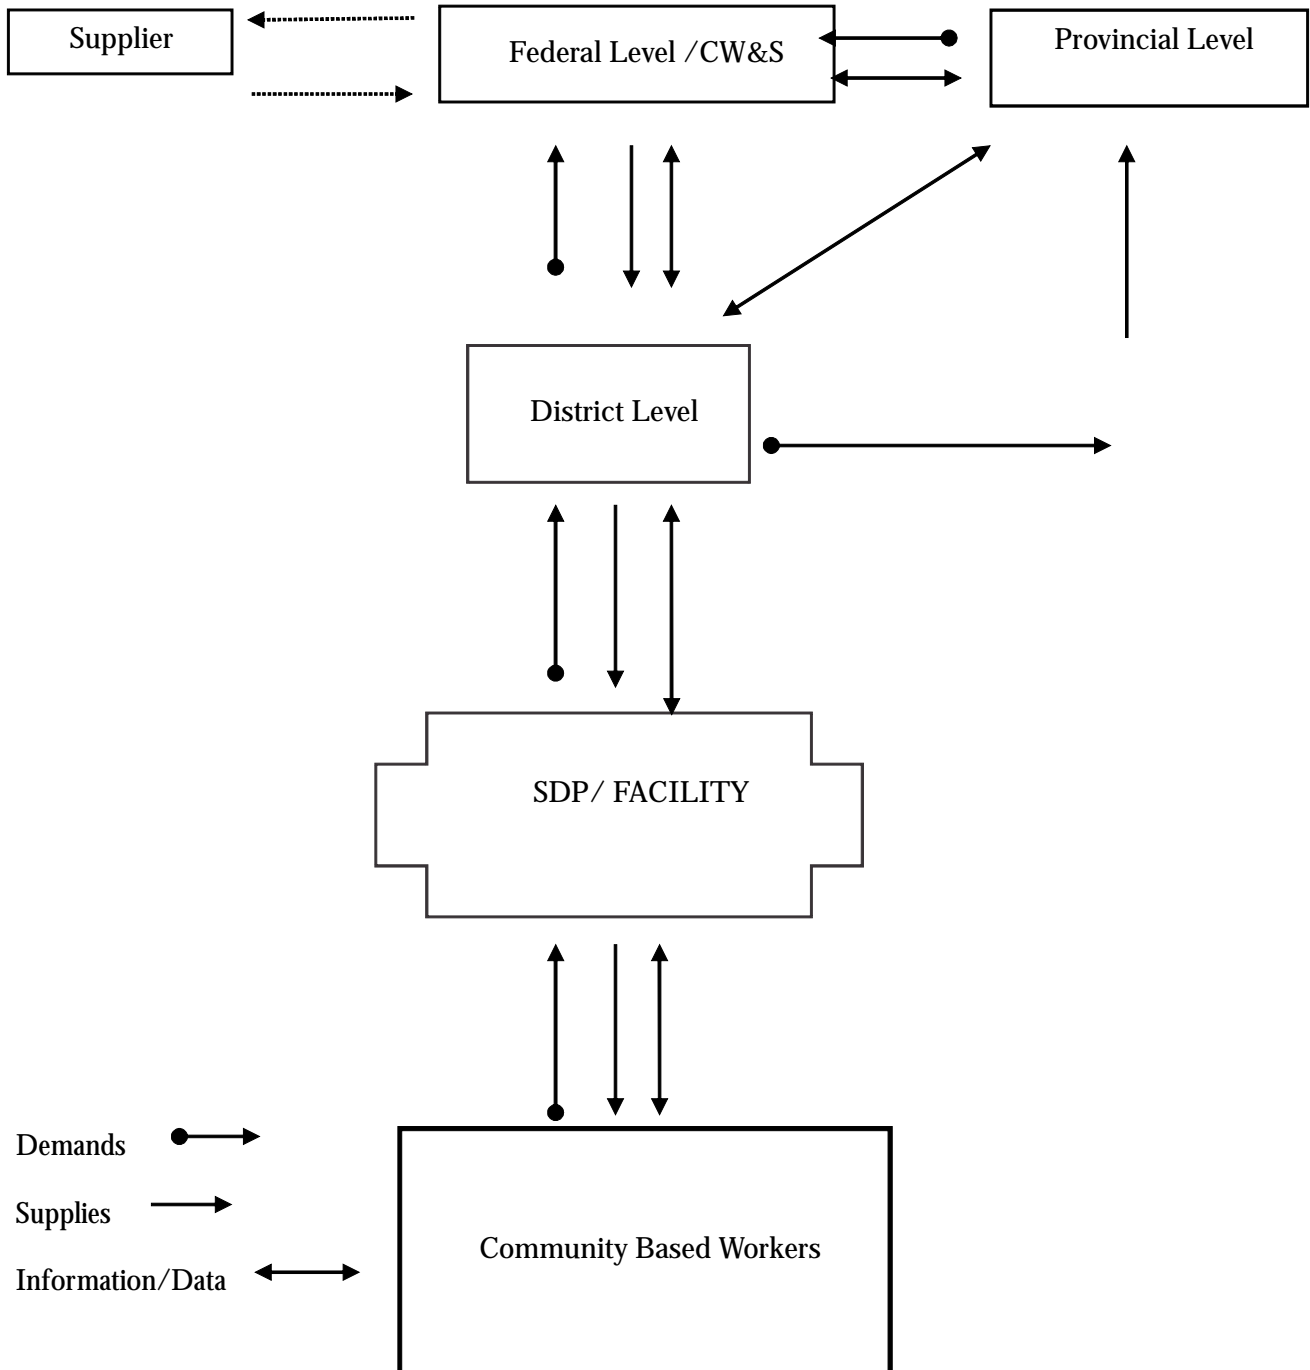 Supplier
Federal Level /CW&S
Provincial Level
District Level
SDP/ FACILITY
Demands
Supplies
Information/Data
Community Based Workers